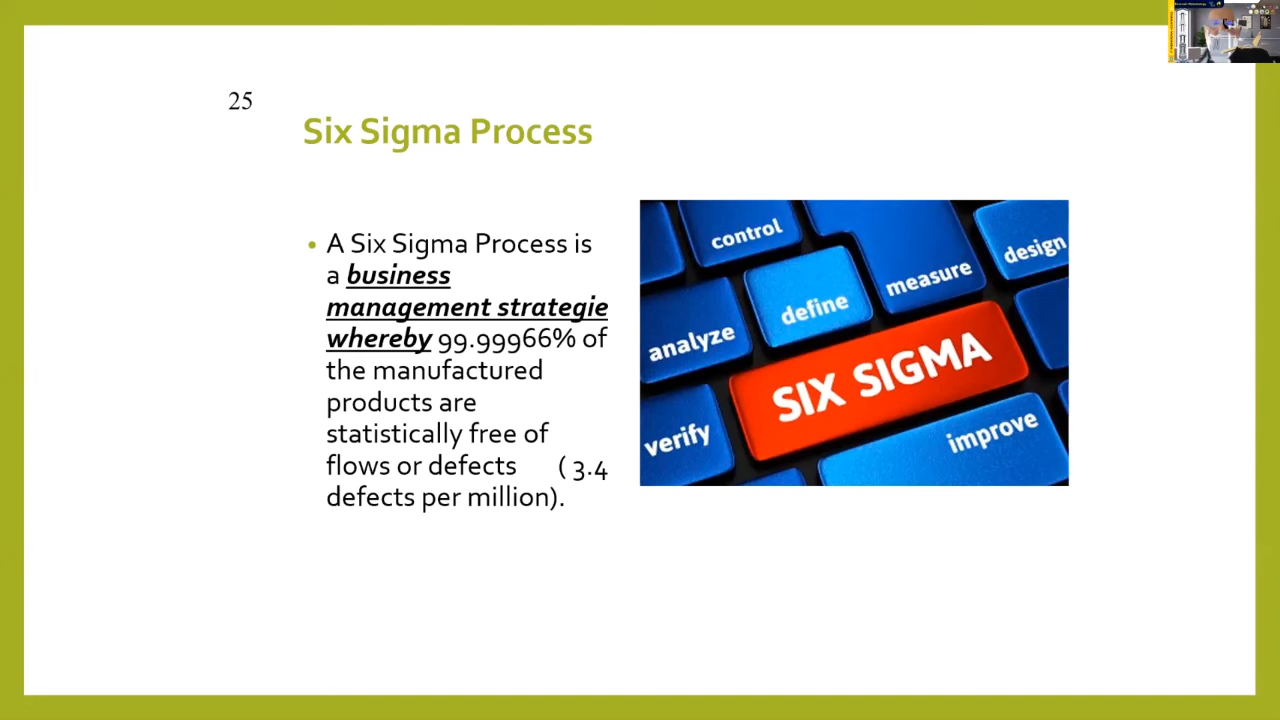 25
Six Sigma Process
• A Six Sigma Process is
a business
management strategie
whereby 99.99966% of
the manufactured
products are
statistically free of
flows or defects ( 3.4
defects per million).
control
design
measure
define
analyze
SIX SIGMA
verify
improve